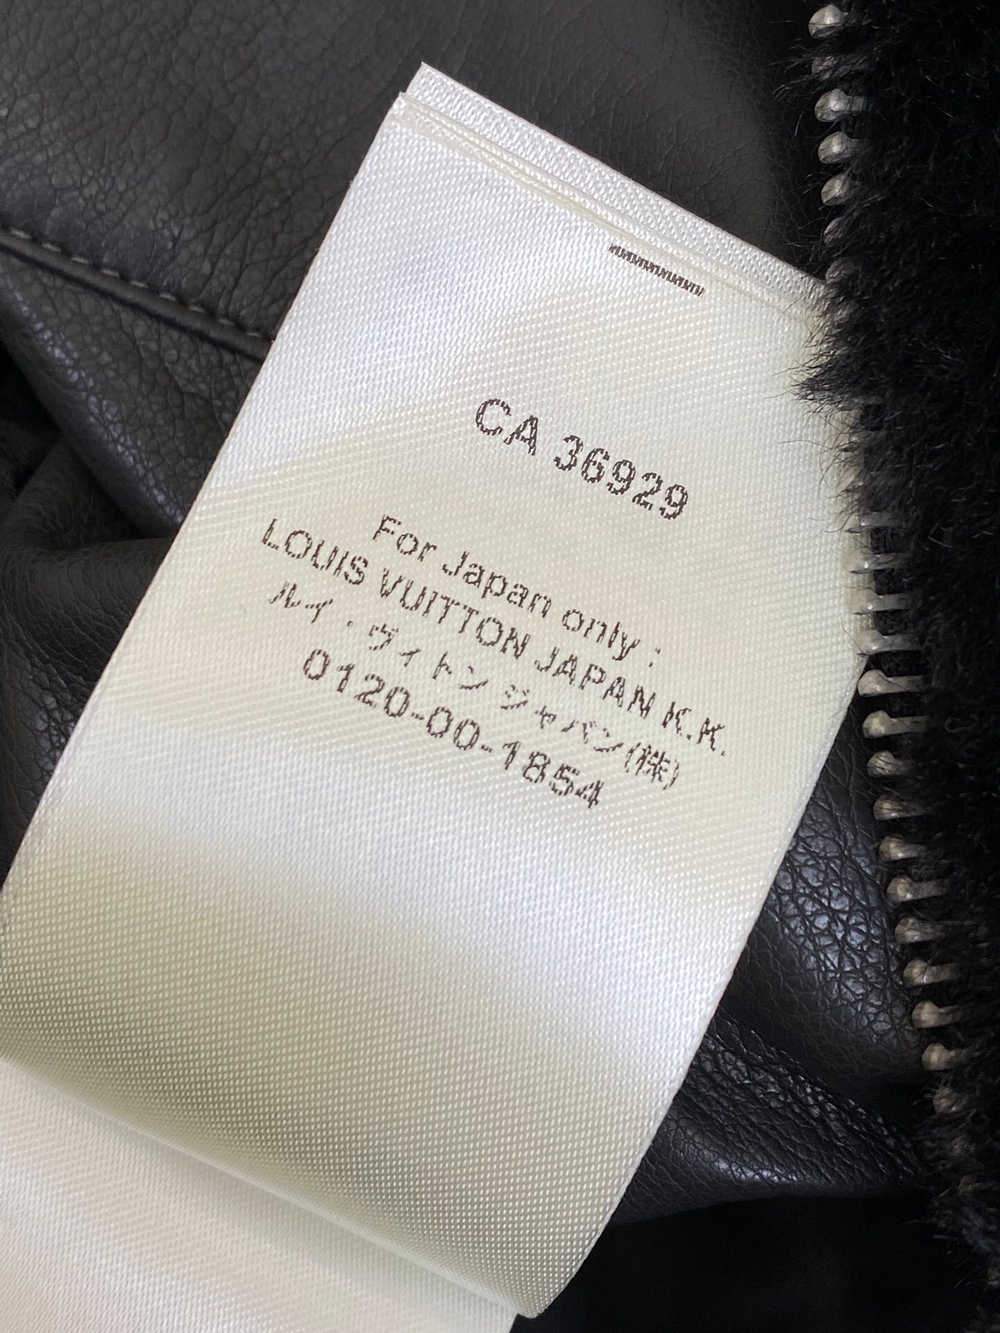 CA 36929
For Japan only :
LOUIS VUITTON JAPAN K.K.
ルイ・ヴィトン ジャパン(株)
0120-00-1854